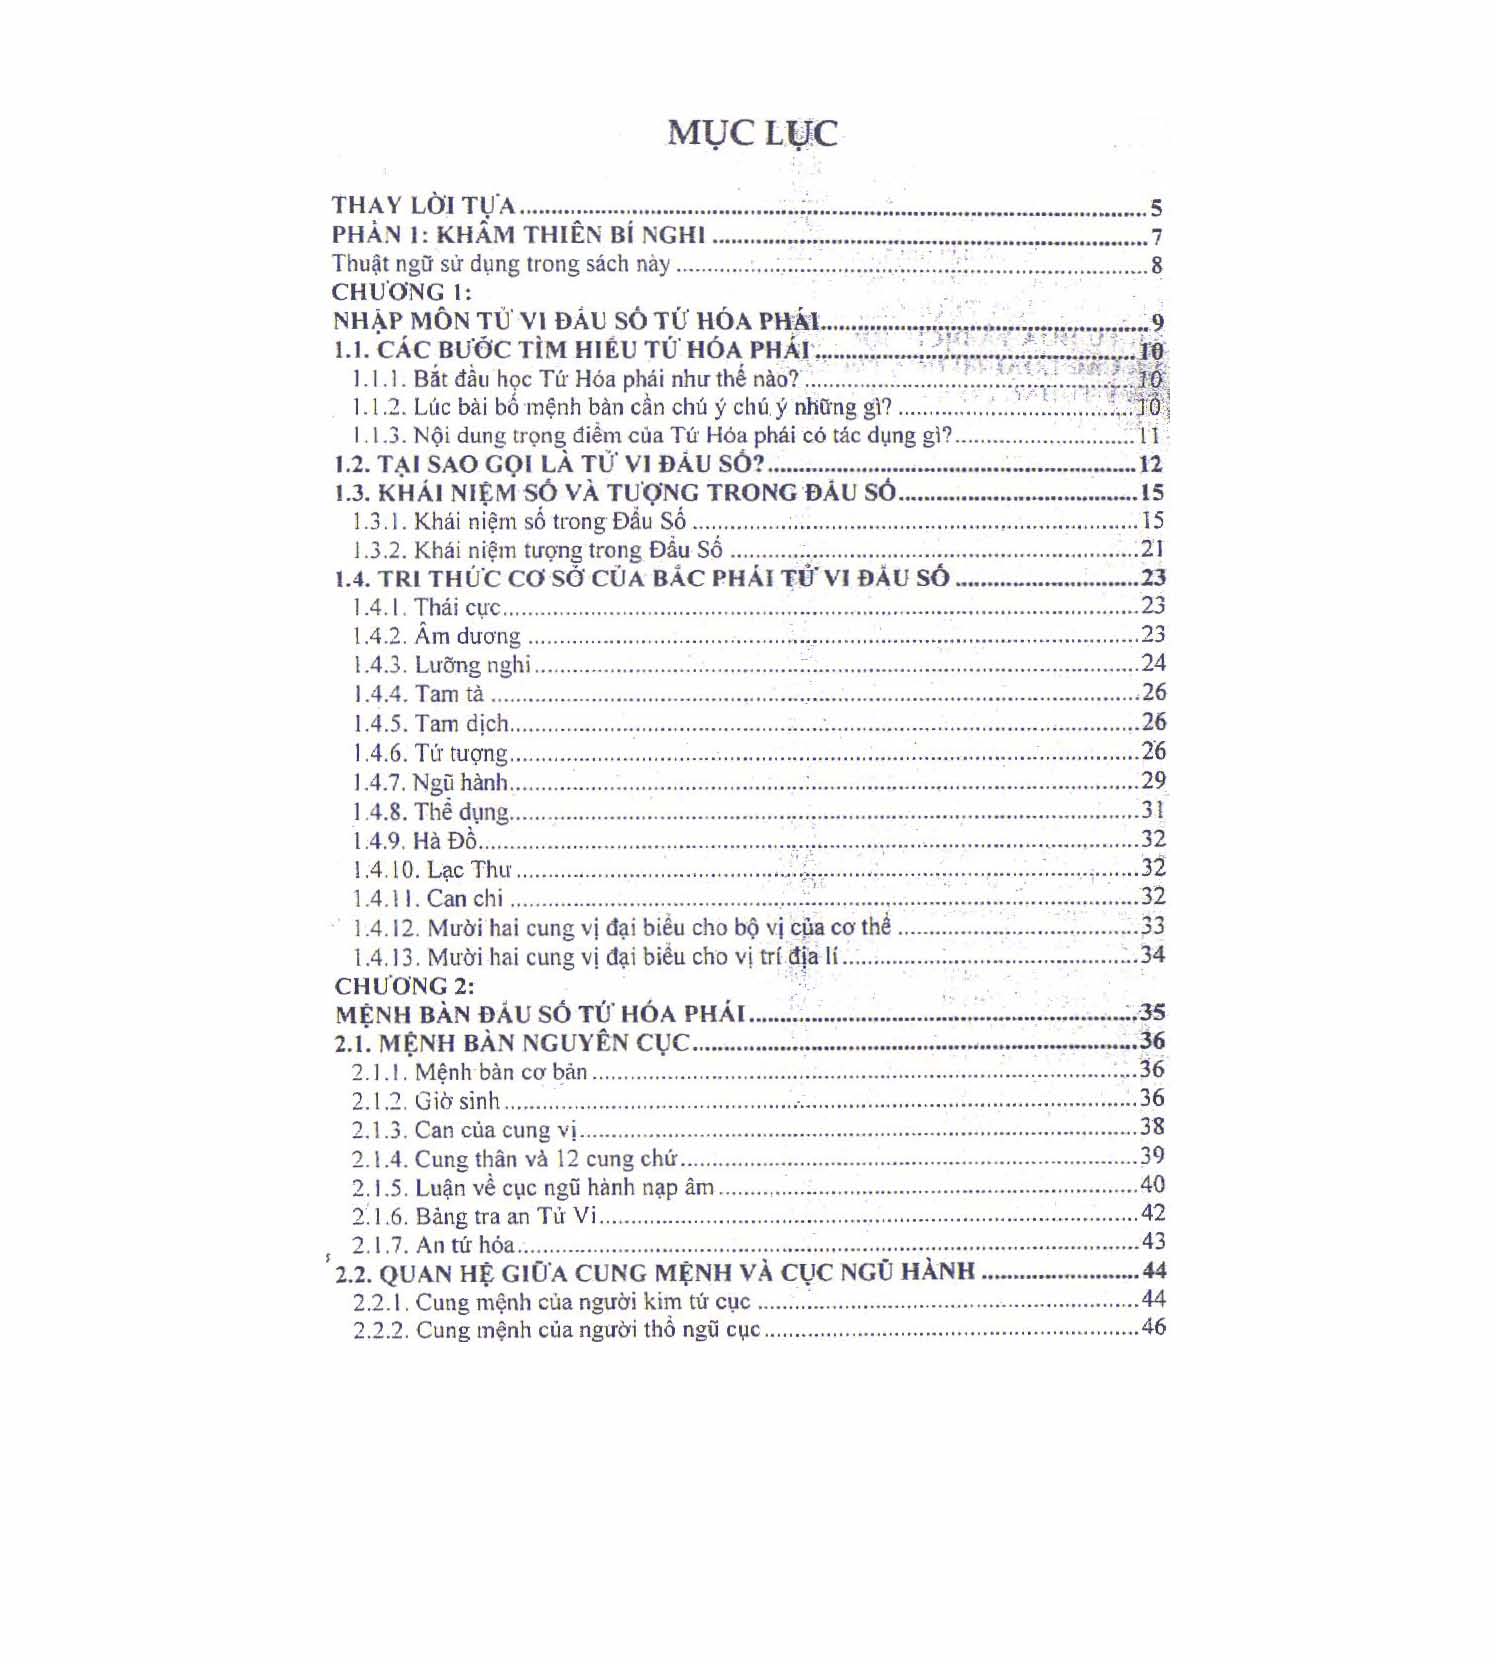 MỤC LỤC
THAY LỜI TỰA.....5
PHẦN 1: KHÂM THIÊN BÍ NGHI.....7
Thuật ngữ sử dụng trong sách này.....8
CHƯƠNG 1:
NHẬP MÔN TỬ VI ĐẨU SỐ TỨ HÓA PHÁI.....9
1.1. CÁC BƯỚC TÌM HIỂU TỨ HÓA PHÁI.....10
1.1.1. Bắt đầu học Tứ Hóa phái như thế nào?.....10
1.1.2. Lúc bài bố mệnh bàn cần chú ý chú ý những gì?.....10
1.1.3. Nội dung trọng điểm của Tứ Hóa phái có tác dụng gì?.....11
1.2. TẠI SAO GỌI LÀ TỬ VI ĐẨU SỐ?.....12
1.3. KHÁI NIỆM SỐ VÀ TƯỢNG TRONG ĐẨU SỐ.....15
1.3.1. Khái niệm số trong Đẩu Số.....15
1.3.2. Khái niệm tượng trong Đẩu Số.....21
1.4. TRI THỨC CƠ SỞ CỦA BẮC PHÁI TỬ VI ĐẨU SỐ.....23
1.4.1. Thái cực.....23
1.4.2. Âm dương.....23
1.4.3. Lưỡng nghi.....24
1.4.4. Tam tà.....26
1.4.5. Tam dịch.....26
1.4.6. Tứ tượng.....26
1.4.7. Ngũ hành.....29
1.4.8. Thể dụng.....31
1.4.9. Hà Đồ.....32
1.4.10. Lạc Thư.....32
1.4.11. Can chi.....32
1.4.12. Mười hai cung vị đại biểu cho bộ vị của cơ thể.....33
1.4.13. Mười hai cung vị đại biểu cho vị trí địa lí.....34
CHƯƠNG 2:
MỆNH BÀN ĐẨU SỐ TỨ HÓA PHÁI.....35
2.1. MỆNH BÀN NGUYÊN CỤC.....36
2.1.1. Mệnh bàn cơ bản.....36
2.1.2. Giờ sinh.....36
2.1.3. Can của cung vị.....38
2.1.4. Cung thân và 12 cung chứ.....39
2.1.5. Luận về cục ngũ hành nạp âm.....40
2.1.6. Bảng tra an Tử Vi.....42
2.1.7. An tứ hóa.....43
2.2. QUAN HỆ GIỮA CUNG MỆNH VÀ CỤC NGŨ HÀNH.....44
2.2.1. Cung mệnh của người kim tứ cục.....44
2.2.2. Cung mệnh của người thổ ngũ cục.....46